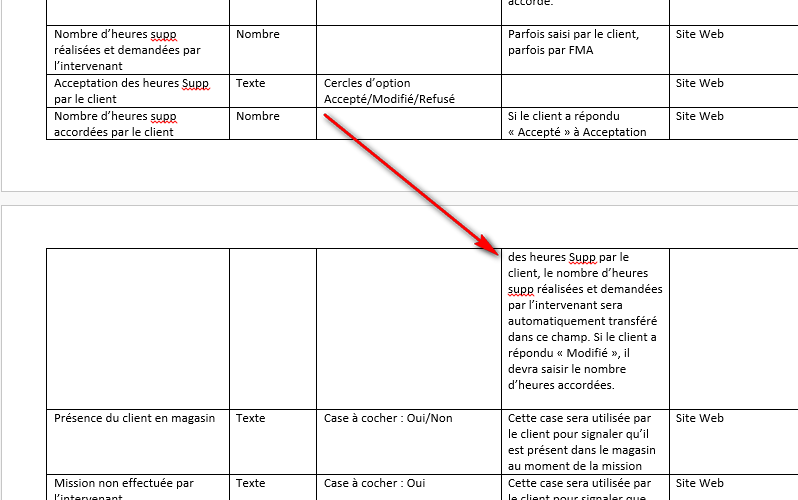 accordé.
Nombre d’heures supp
réalisées et demandées par
l’intervenant
Nombre
Parfois saisi par le client,
parfois par FMA
Site Web
Acceptation des heures Supp
par le client
Texte
Cercles d’option
Accepté/Modifié/Refusé
Site Web
Nombre d’heures supp
accordées par le client
Nombre
Si le client a répondu
« Accepté » à Acceptation
Site Web
des heures Supp par le
client, le nombre d’heures
supp réalisées et demandées
par l’intervenant sera
automatiquement transféré
dans ce champ. Si le client a
répondu « Modifié », il
devra saisir le nombre
d’heures accordées.
Présence du client en magasin
Texte
Case à cocher : Oui/Non
Cette case sera utilisée par
le client pour signaler qu’il
est présent dans le magasin
au moment de la mission
Site Web
Mission non effectuée par
l’intervenant
Texte
Case à cocher : Oui
Cette case sera utilisée par
le client pour signaler que
Site Web